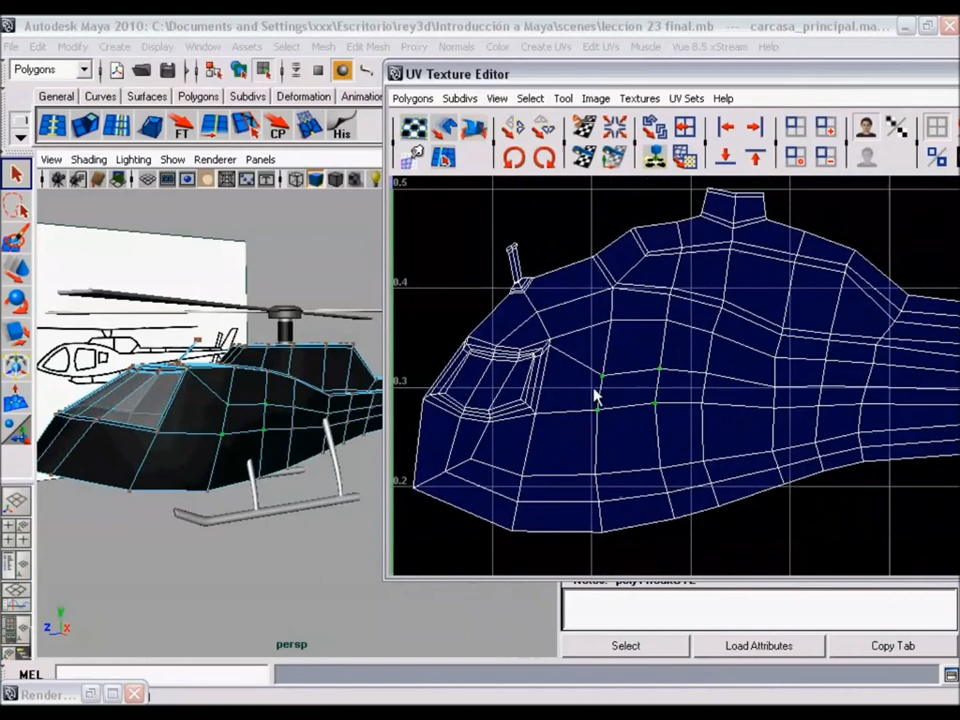 Autodesk Maya 2010: C:\Documents and Settings\xxx\Escritorio\rey3d\Introducción a Maya\scenes\leccion 23 final.mb --- carcasa_principal.ma...
File Edit Modify Create Display Window Assets Select Mesh Edit Mesh Proxy Normals Color Create UVs Edit UVs Muscle Vue 8.5 xStream Help
Polygons
UV Texture Editor
General Curves Surfaces Polygons Subdivs Deformation Animation
Polygons Subdivs View Select Tool Image Textures UV Sets Help
FT CP His
View Shading Lighting Show Renderer Panels
0.5
0.4
0.3
0.2
y
z x
persp
Select Load Attributes Copy Tab
MEL
Render...